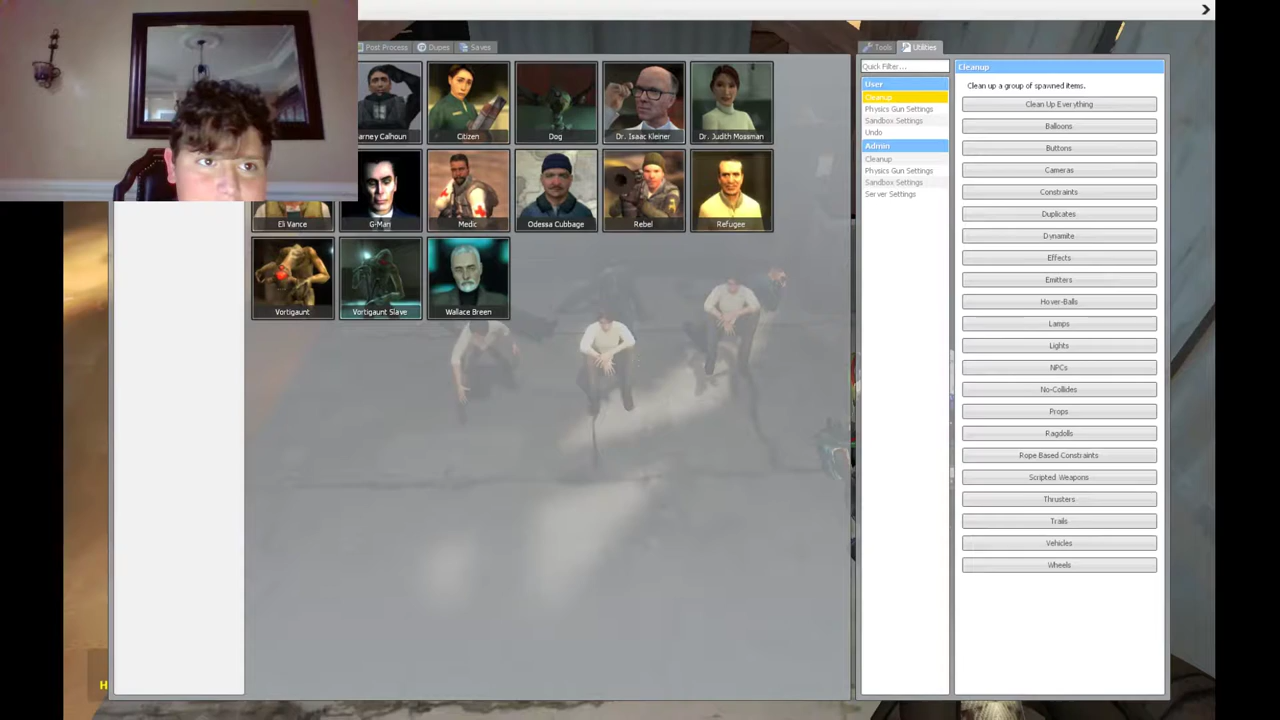 Post Process Dupes Saves Tools Utilities
Quick Filter...
User
Cleanup
Physics Gun Settings
Sandbox Settings
Undo
Admin
Cleanup
Physics Gun Settings
Sandbox Settings
Server Settings
Cleanup
Clean up a group of spawned items.
Clean Up Everything
Balloons
Buttons
Cameras
Constraints
Duplicates
Dynamite
Effects
Emitters
Hover-Balls
Lamps
Lights
NPCs
No-Collides
Props
Ragdolls
Rope Based Constraints
Scripted Weapons
Thrusters
Trails
Vehicles
Wheels
arney Calhoun Citizen Dog Dr. Isaac Kleiner Dr. Judith Mossman
Eli Vance G-Man Medic Odessa Cubbage Rebel Refugee
Vortigaunt Vortigaunt Slave Wallace Breen
H